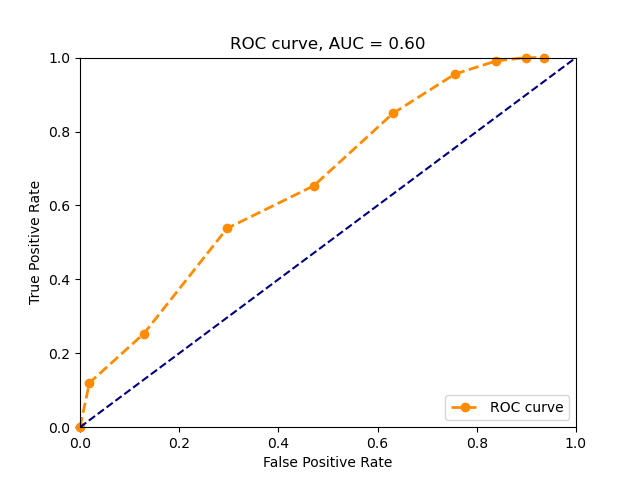 ROC curve, AUC = 0.60
1.0
0.8
0.6
0.4
0.2
0.0
True Positive Rate
ROC curve
0.0 0.2 0.4 0.6 0.8 1.0
False Positive Rate